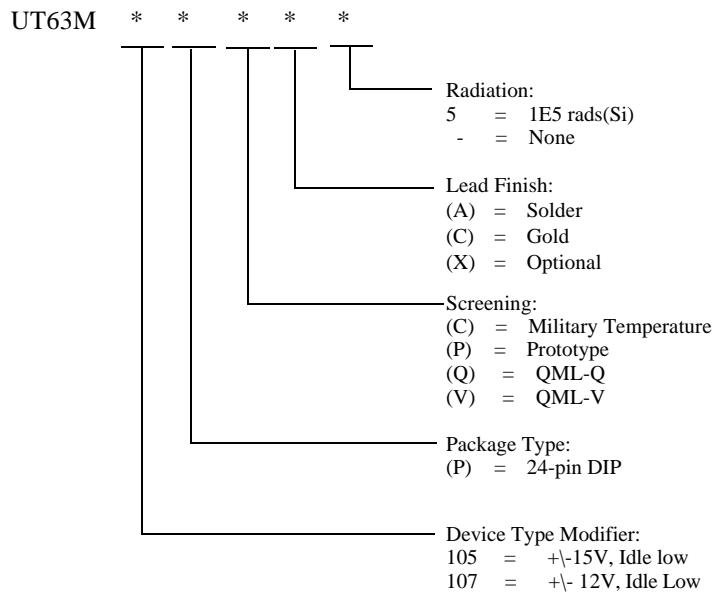 UT63M * * * * *
Radiation:
5 = 1E5 rads(Si)
- = None
Lead Finish:
(A) = Solder
(C) = Gold
(X) = Optional
Screening:
(C) = Military Temperature
(P) = Prototype
(Q) = QML-Q
(V) = QML-V
Package Type:
(P) = 24-pin DIP
Device Type Modifier:
105 = +\-15V, Idle low
107 = +\- 12V, Idle Low